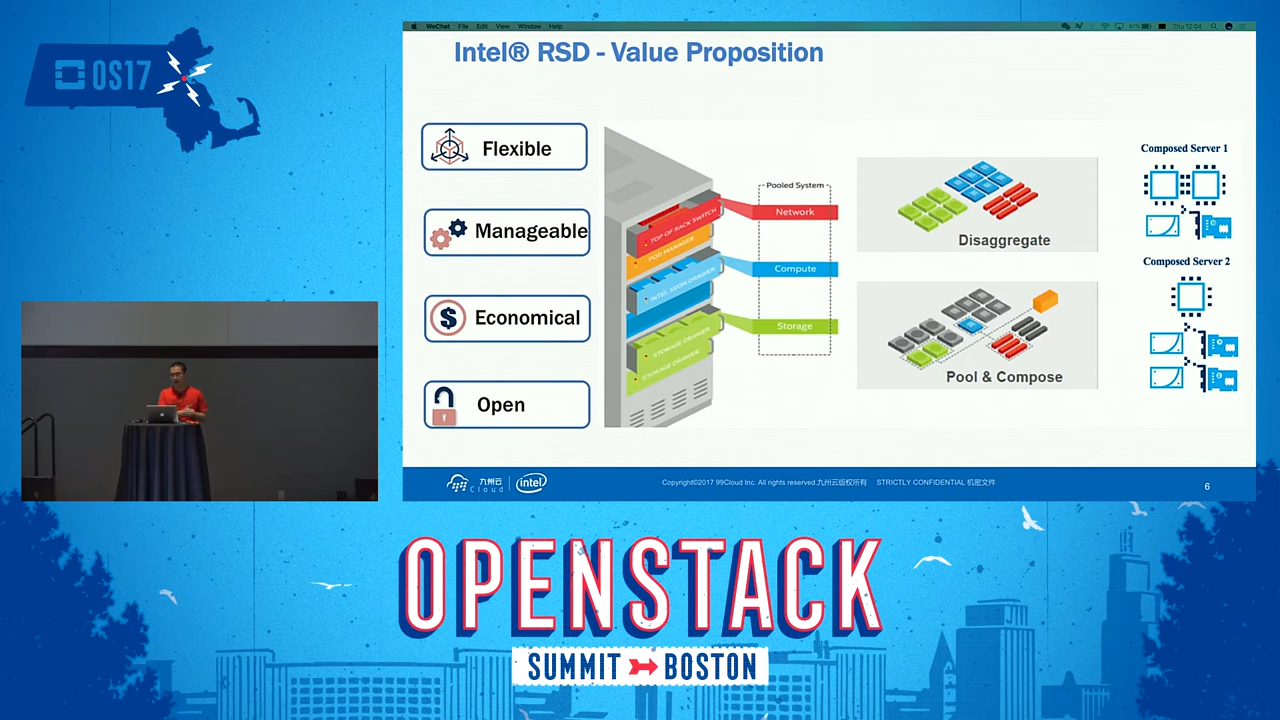 OS17
WeChat File Edit View Window Help
Thu 12:04
Intel® RSD - Value Proposition
Flexible
Manageable
Economical
Open
TOP OF RACK SWITCH
POD MANAGER
INTEL XEON DRAWER
STORAGE DRAWER
STORAGE DRAWER
Pooled System
Network
Compute
Storage
Disaggregate
Pool & Compose
Composed Server 1
Composed Server 2
九州云
Cloud
intel
Copyright©2017 99Cloud Inc. All rights reserved.九州云版权所有 STRICTLY CONFIDENTIAL 机密文件
6
OPENSTACK
SUMMIT BOSTON